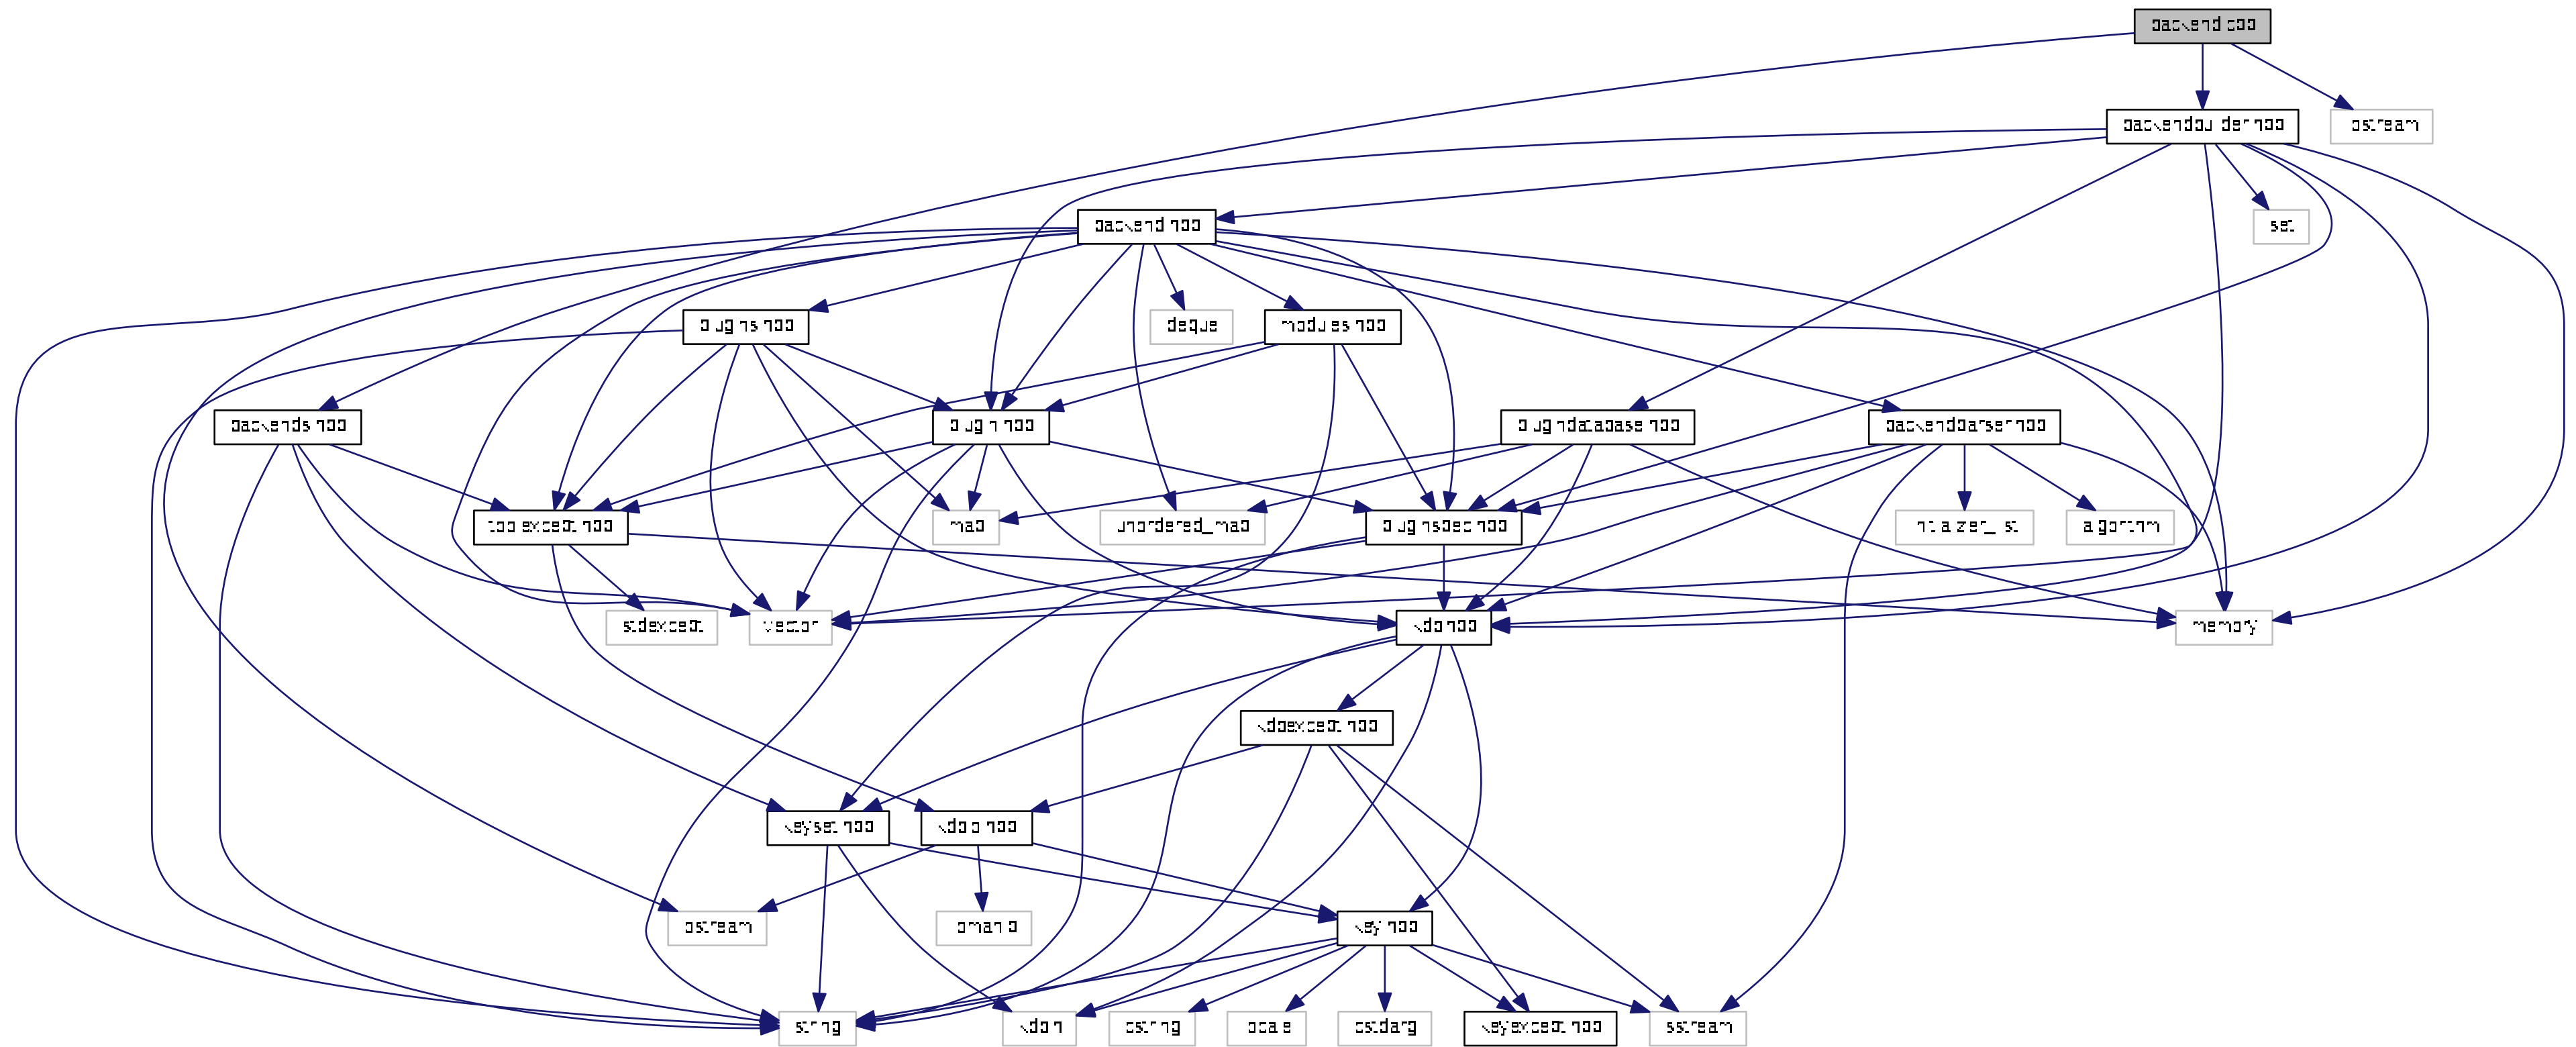 backend.cpp
backendbuilder.hpp
iostream
backend.hpp
set
plugins.hpp
deque
modules.hpp
backends.hpp
plugin.hpp
plugindatabase.hpp
backendparser.hpp
toolexcept.hpp
map
unordered_map
pluginspec.hpp
initializer_list
algorithm
stdexcept
vector
kdb.hpp
memory
kdbexcept.hpp
keyset.hpp
kdbio.hpp
ostream
iomanip
key.hpp
string
kdb.h
cstring
locale
cstdarg
keyexcept.hpp
sstream